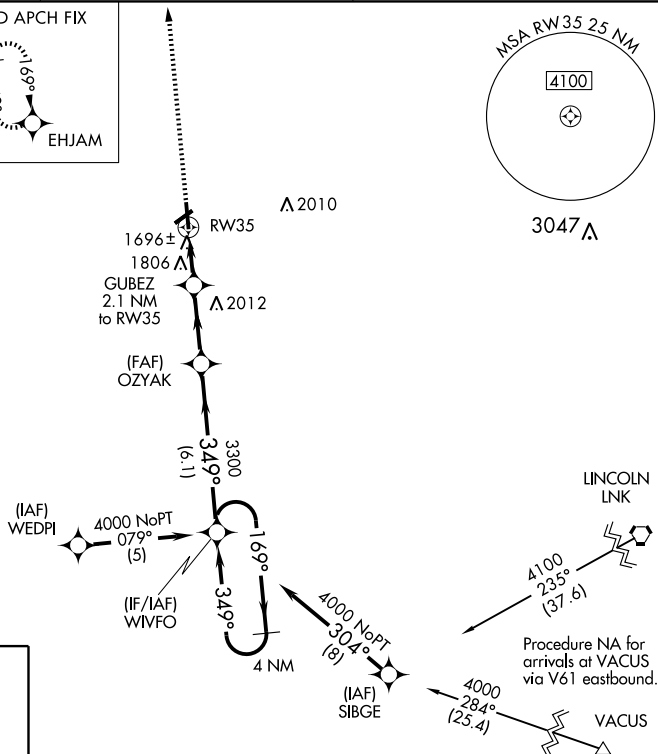 APCH FIX
169°
EHJAM
MSA RW35 25 NM
4100
3047
2010
RW35
1696±
1806
GUBEZ
2.1 NM
to RW35
2012
(FAF)
OZYAK
349°
(6.1)
3300
(IAF)
WEDPI
4000 NoPT
079°
(5)
(IF/IAF)
WIVFO
169°
349°
4 NM
4000 NoPT
304°
(8)
(IAF)
SIBGE
LINCOLN
LNK
4100
235°
(37.6)
Procedure NA for
arrivals at VACUS
via V61 eastbound.
4000
284°
(25.4)
VACUS